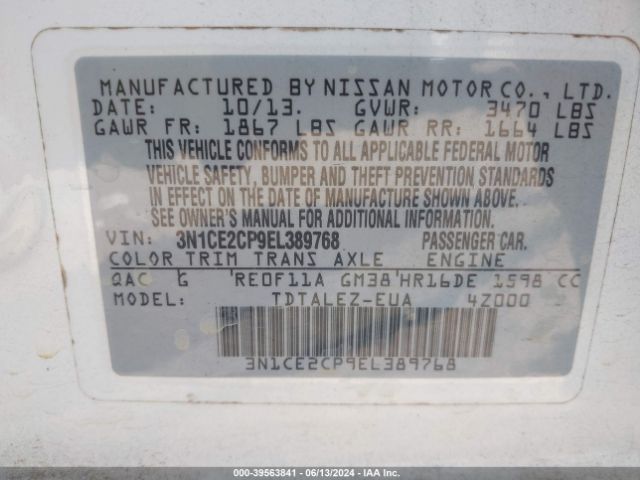 MANUFACTURED BY NISSAN MOTOR CO., LTD.
DATE: 10/13. GVWR: 3470 LBS
GAWR FR: 1867 LBS GAWR RR: 1664 LBS
THIS VEHICLE CONFORMS TO ALL APPLICABLE FEDERAL MOTOR
VEHICLE SAFETY, BUMPER AND THEFT PREVENTION STANDARDS
IN EFFECT ON THE DATE OF MANUFACTURE SHOWN ABOVE.
SEE OWNER'S MANUAL FOR ADDITIONAL INFORMATION.
VIN: 3N1CE2CP9EL389768 PASSENGER CAR.
COLOR TRIM TRANS AXLE ENGINE
QAC G RE0F11A GM38 HR16DE 1598 CC
MODEL: TDTALEZ-EUA 4Z000
3N1CE2CP9EL389768
000-39563841 - 06/13/2024 - IAAI.COM